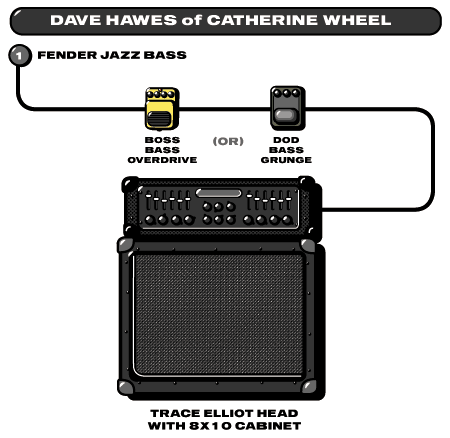 DAVE HAWES of CATHERINE WHEEL
1 FENDER JAZZ BASS
BOSS
BASS
OVERDRIVE
(OR)
DOD
BASS
GRUNGE
TRACE ELLIOT HEAD
WITH 8X10 CABINET